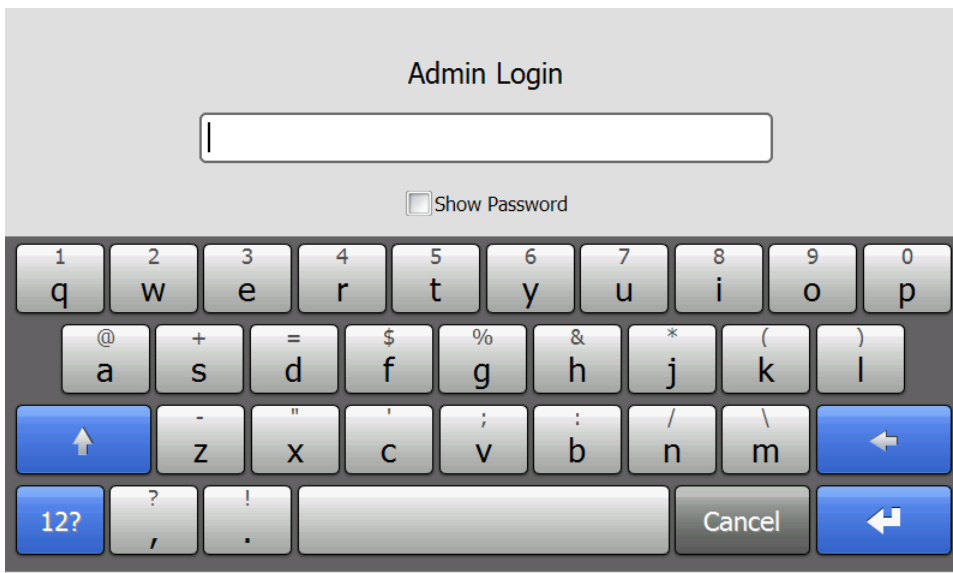 Admin Login
Show Password
1 2 3 4 5 6 7 8 9 0
q w e r t y u i o p
@ + = $ % & * ( )
a s d f g h j k l
- " ' ; : / \
z x c v b n m
? !
12? , . Cancel